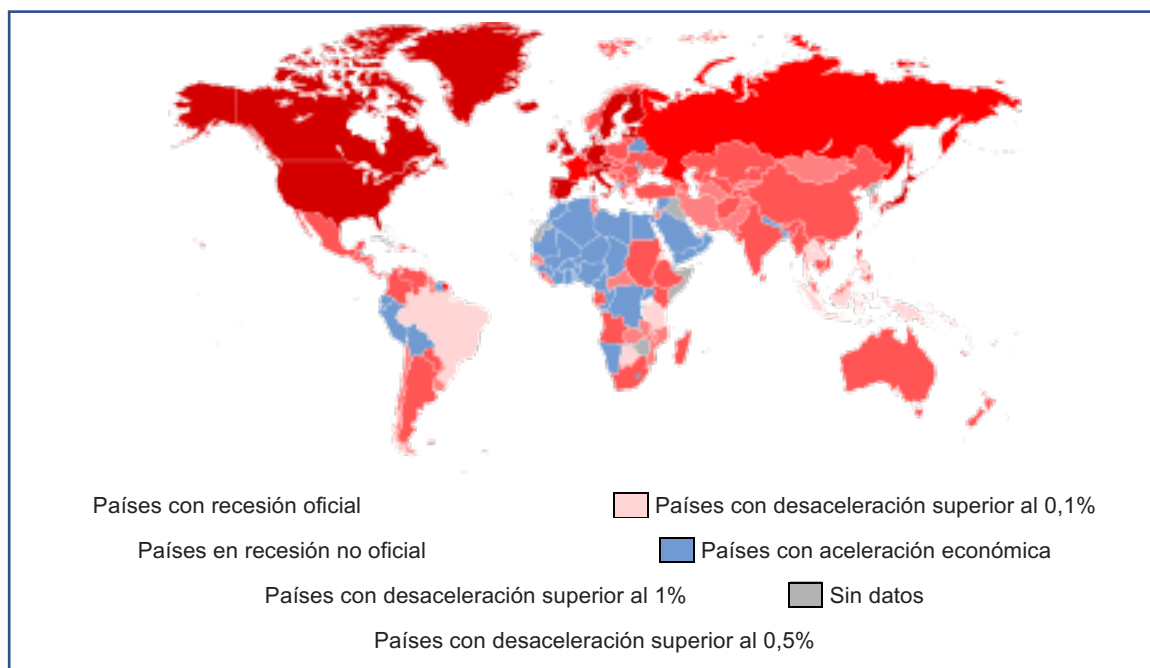 Países con recesión oficial
Países con desaceleración superior al 0,1%
Países en recesión no oficial
Países con aceleración económica
Países con desaceleración superior al 1%
Sin datos
Países con desaceleración superior al 0,5%